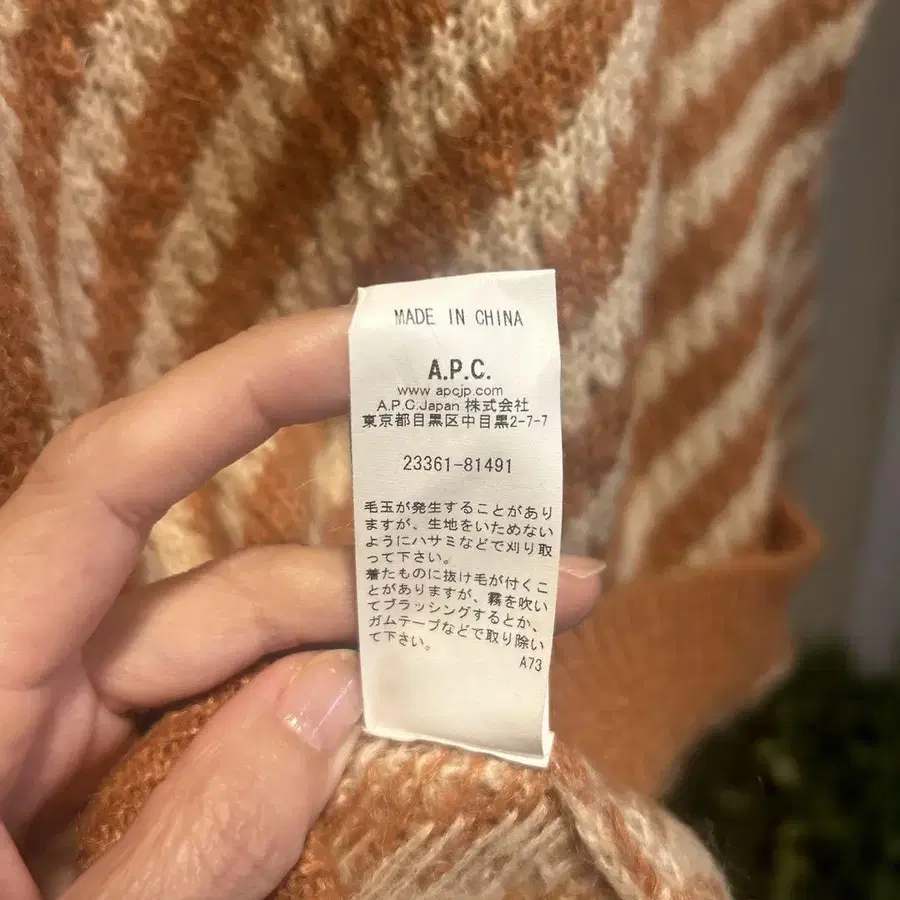 MADE IN CHINA
A.P.C.
www apcjp.com
A.P.C.Japan 株式会社
東京都目黒区中目黒2-7-7
23361-81491
毛玉が発生することがあり
ますが、生地をいためない
ようにハサミなどで刈り取
って下さい。
着たものに抜け毛が付くこ
とがありますが、霧を吹い
てブラッシングするとか、
ガムテープなどで取り除い
て下さい。
A73